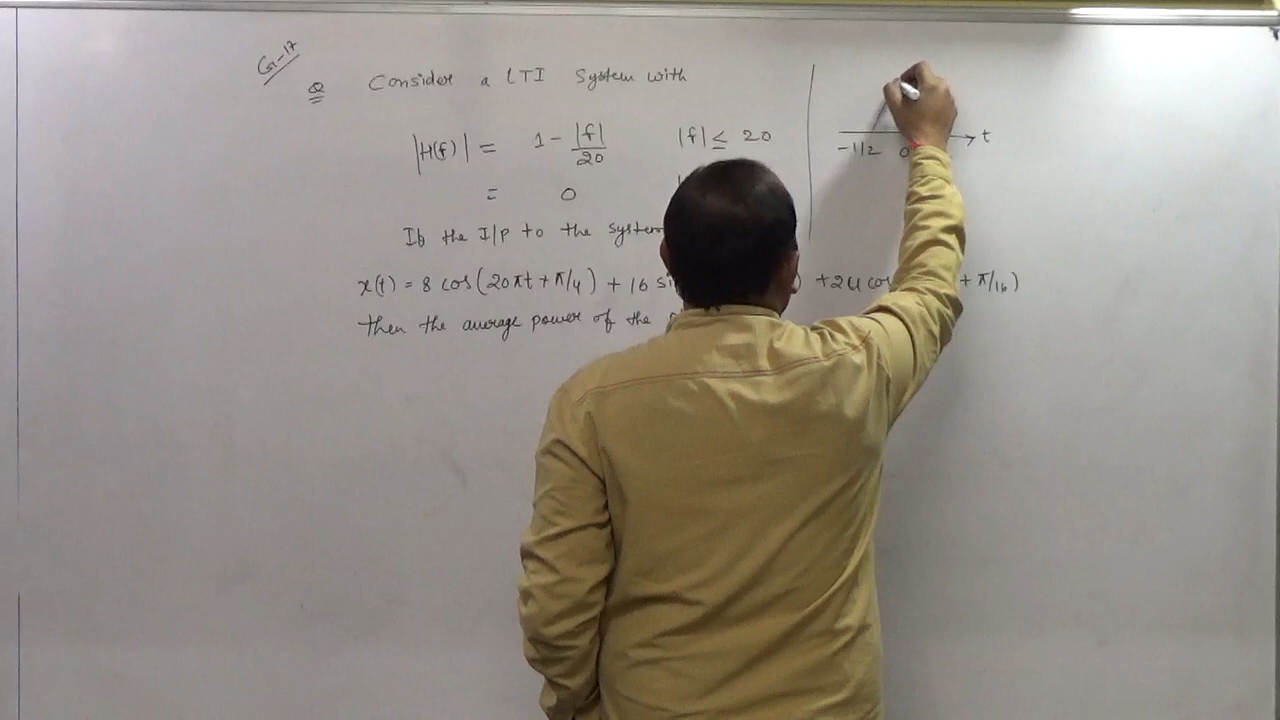 G-17
Q Consider a LTI System with
|H(f)| = 1 - |f|/20 |f| ≤ 20
= 0
If the I/P to the system
x(t) = 8 cos(20πt + π/4) + 16 si ) + 24 cos + π/16)
then the average power of the
-1/2 0 t